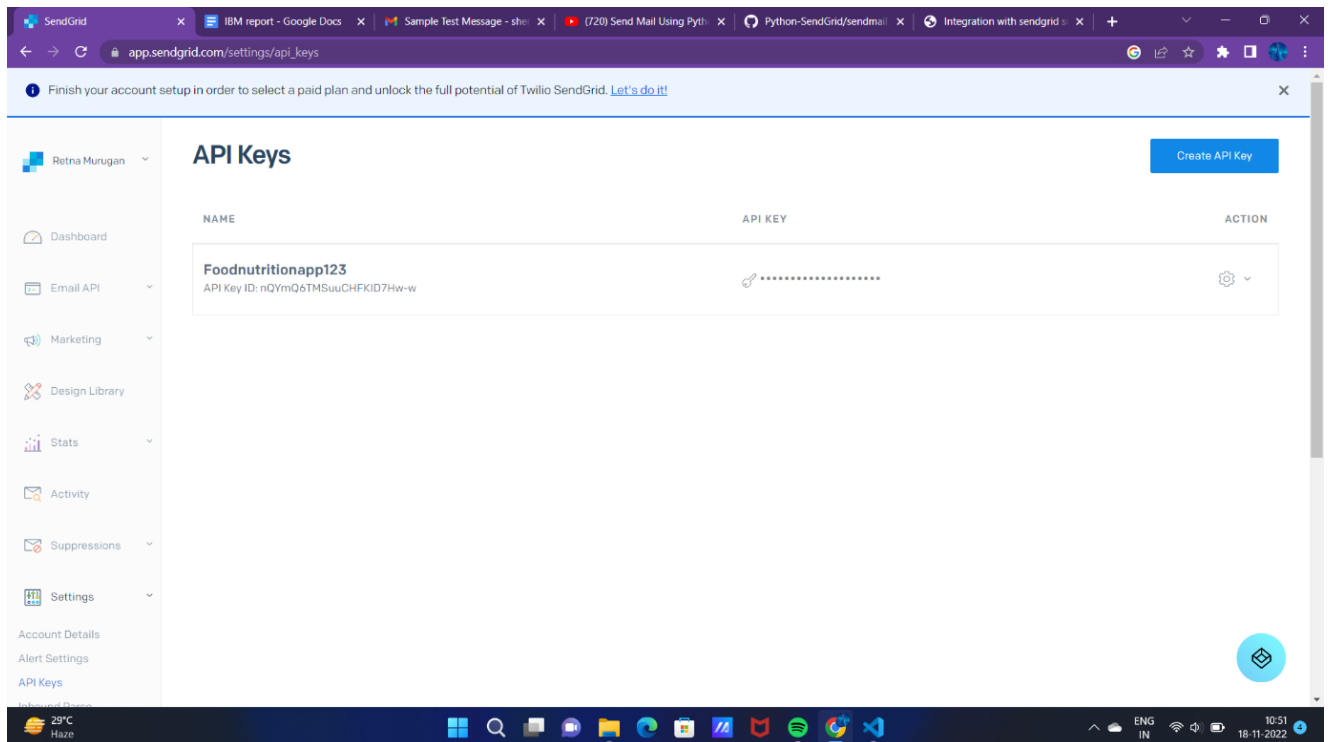 SendGrid
IBM report - Google Docs
Sample Test Message - she
(720) Send Mail Using Pyth
Python-SendGrid/sendmail
Integration with sendgrid s
app.sendgrid.com/settings/api_keys
Finish your account setup in order to select a paid plan and unlock the full potential of Twilio SendGrid. Let's do it!
Retna Murugan
API Keys
Create API Key
NAME
API KEY
ACTION
Foodnutritionapp123
API Key ID: nQYmQ6TMSuuCHFKID7Hw-w
••••••••••••••••••••
Dashboard
Email API
Marketing
Design Library
Stats
Activity
Suppressions
Settings
Account Details
Alert Settings
API Keys
Inbound Parse
29°C
Haze
ENG
IN
10:51
18-11-2022
4